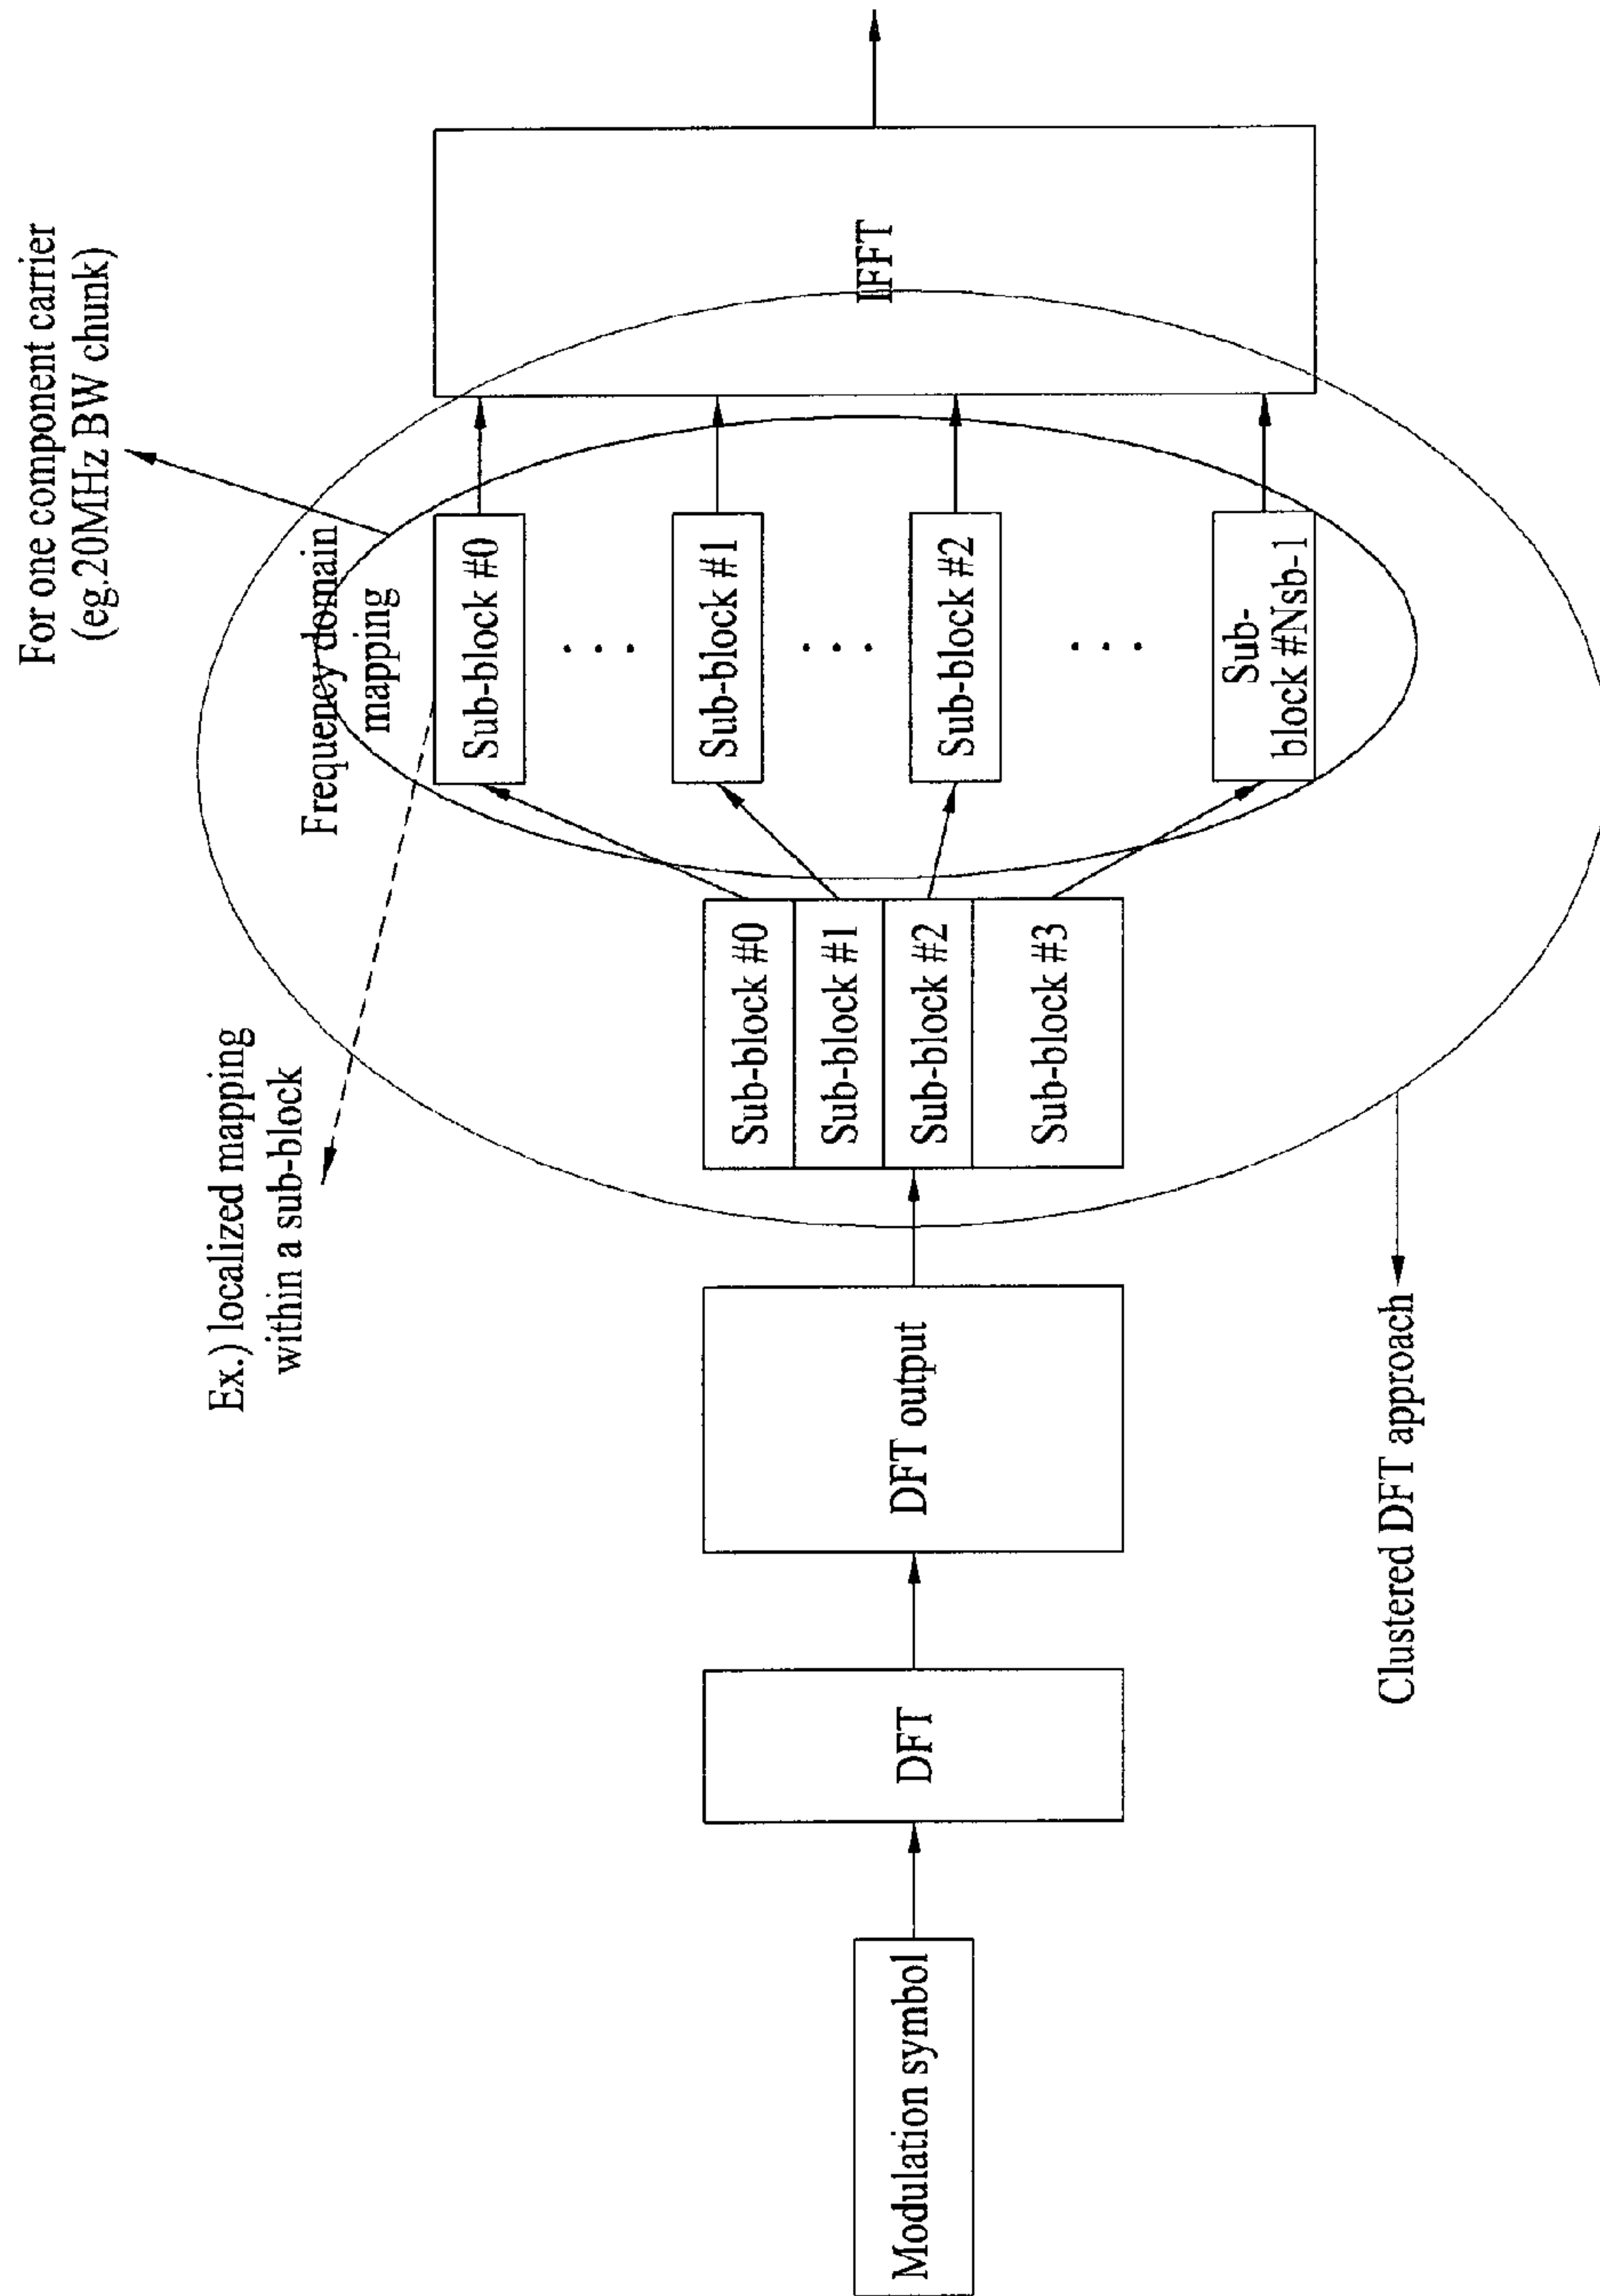 For one component carrier
(eg.20MHz BW chunk)
Ex.) localized mapping
within a sub-block
Frequency domain
mapping
Modulation symbol
DFT
DFT output
Sub-block #0
Sub-block #1
Sub-block #2
Sub-block #3
Sub-block #0
Sub-block #1
Sub-block #2
Sub-
block #Nsb-1
IFFT
Clustered DFT approach